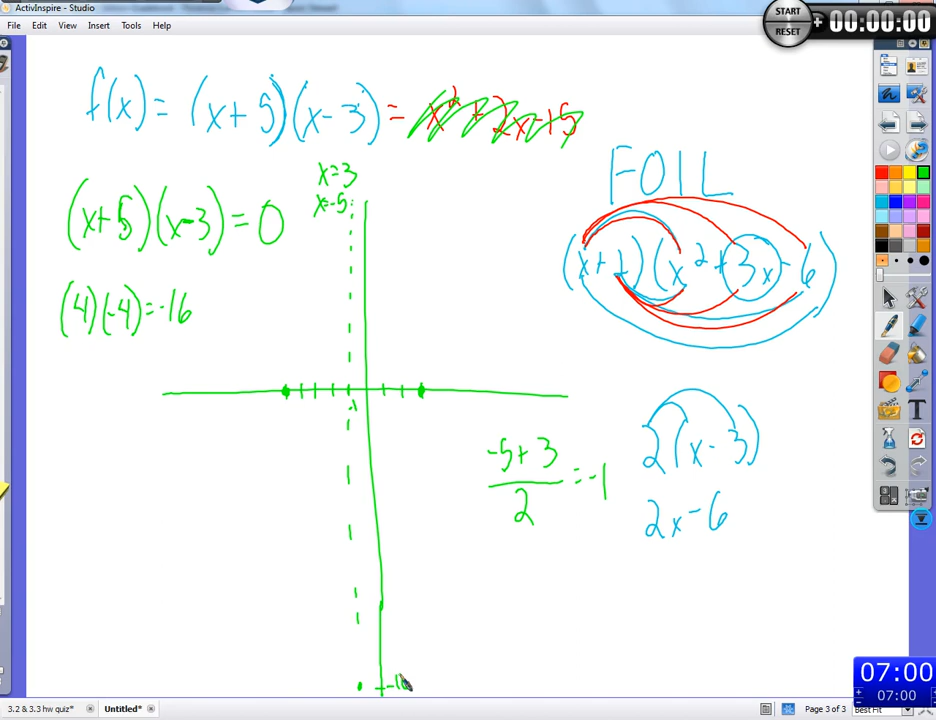 ActivInspire - Studio
File Edit View Insert Tools Help
START
RESET
+ 00:00:00
f(x) = (x+5)(x-3) = x² + 2x - 15
x=3
x=-5
(x+5)(x-3) = 0
(4)(-4) = -16
FOIL
(x² + 3x - 6)
-5+3
2
= -1
2(x-3)
2x-6
-16
07:00
07:00
3.2 & 3.3 hw quiz*
Untitled*
Page 3 of 3
Best Fit